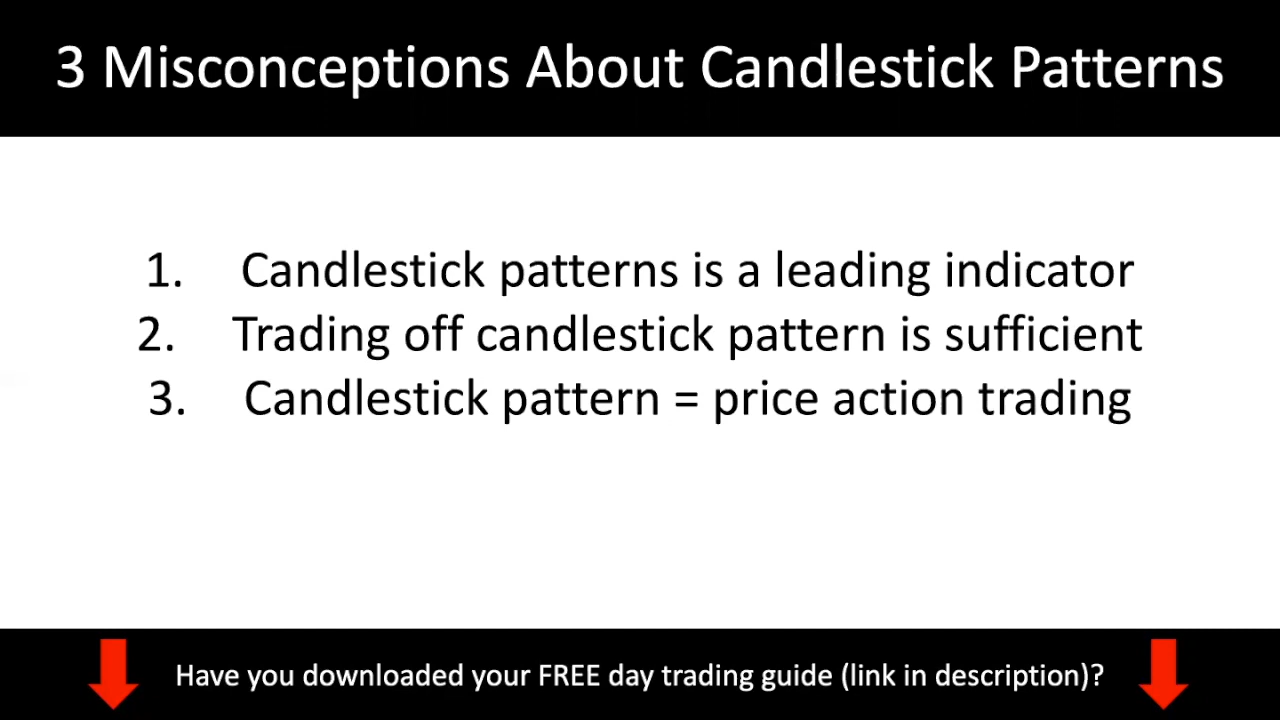 3 Misconceptions About Candlestick Patterns
1. Candlestick patterns is a leading indicator
2. Trading off candlestick pattern is sufficient
3. Candlestick pattern = price action trading
Have you downloaded your FREE day trading guide (link in description)?